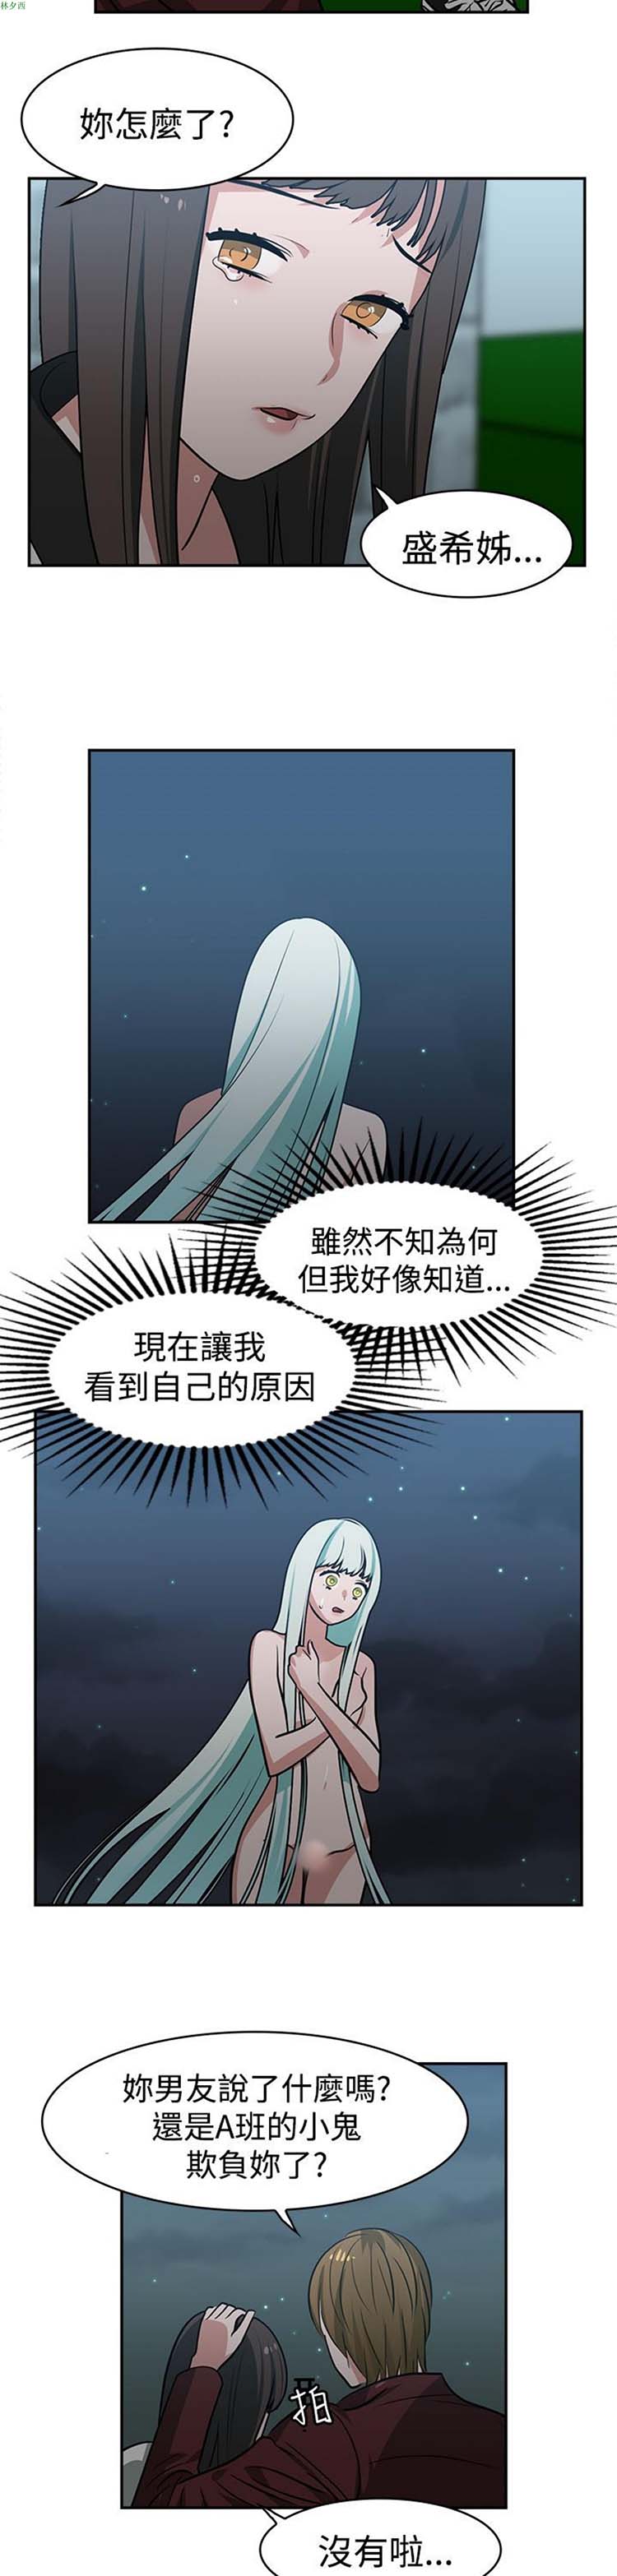 林夕西
妳怎麼了?
盛希姊...
雖然不知為何
但我好像知道...
現在讓我
看到自己的原因
妳男友說了什麼嗎?
還是A班的小鬼
欺負妳了?
拍
沒有啦...